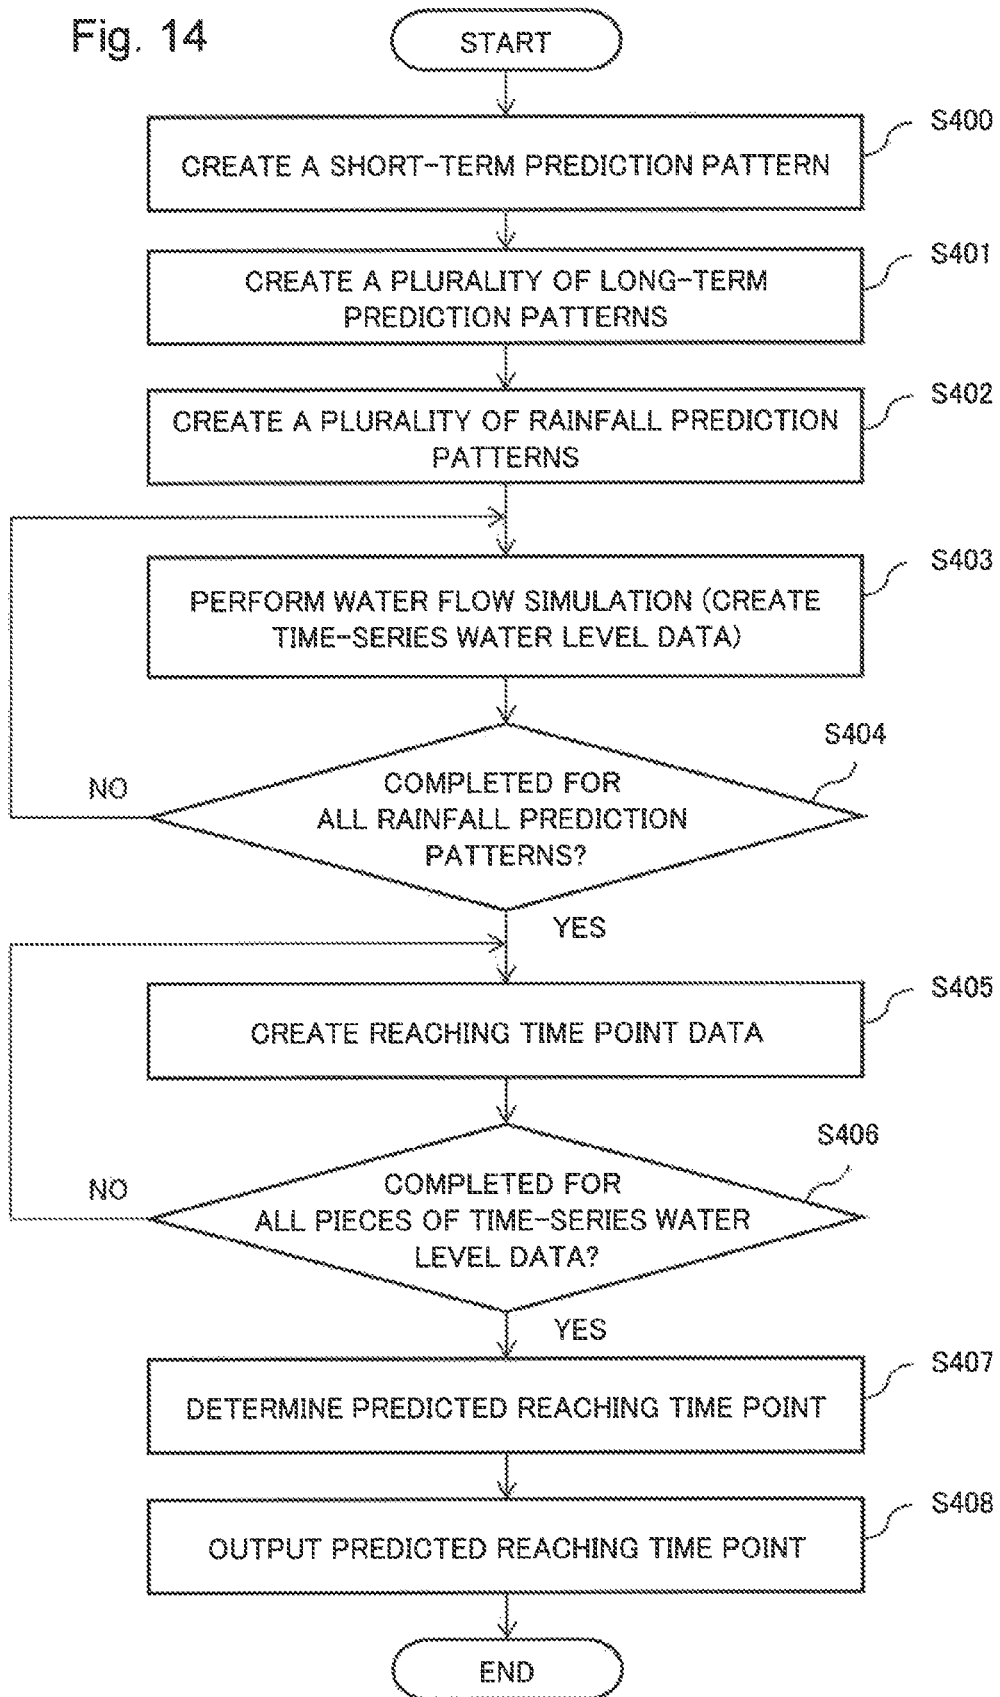 Fig. 14
START
S400
CREATE A SHORT-TERM PREDICTION PATTERN
S401
CREATE A PLURALITY OF LONG-TERM
PREDICTION PATTERNS
S402
CREATE A PLURALITY OF RAINFALL PREDICTION
PATTERNS
S403
PERFORM WATER FLOW SIMULATION (CREATE
TIME-SERIES WATER LEVEL DATA)
S404
NO
COMPLETED FOR
ALL RAINFALL PREDICTION
PATTERNS?
YES
S405
CREATE REACHING TIME POINT DATA
S406
NO
COMPLETED FOR
ALL PIECES OF TIME-SERIES WATER
LEVEL DATA?
YES
S407
DETERMINE PREDICTED REACHING TIME POINT
S408
OUTPUT PREDICTED REACHING TIME POINT
END